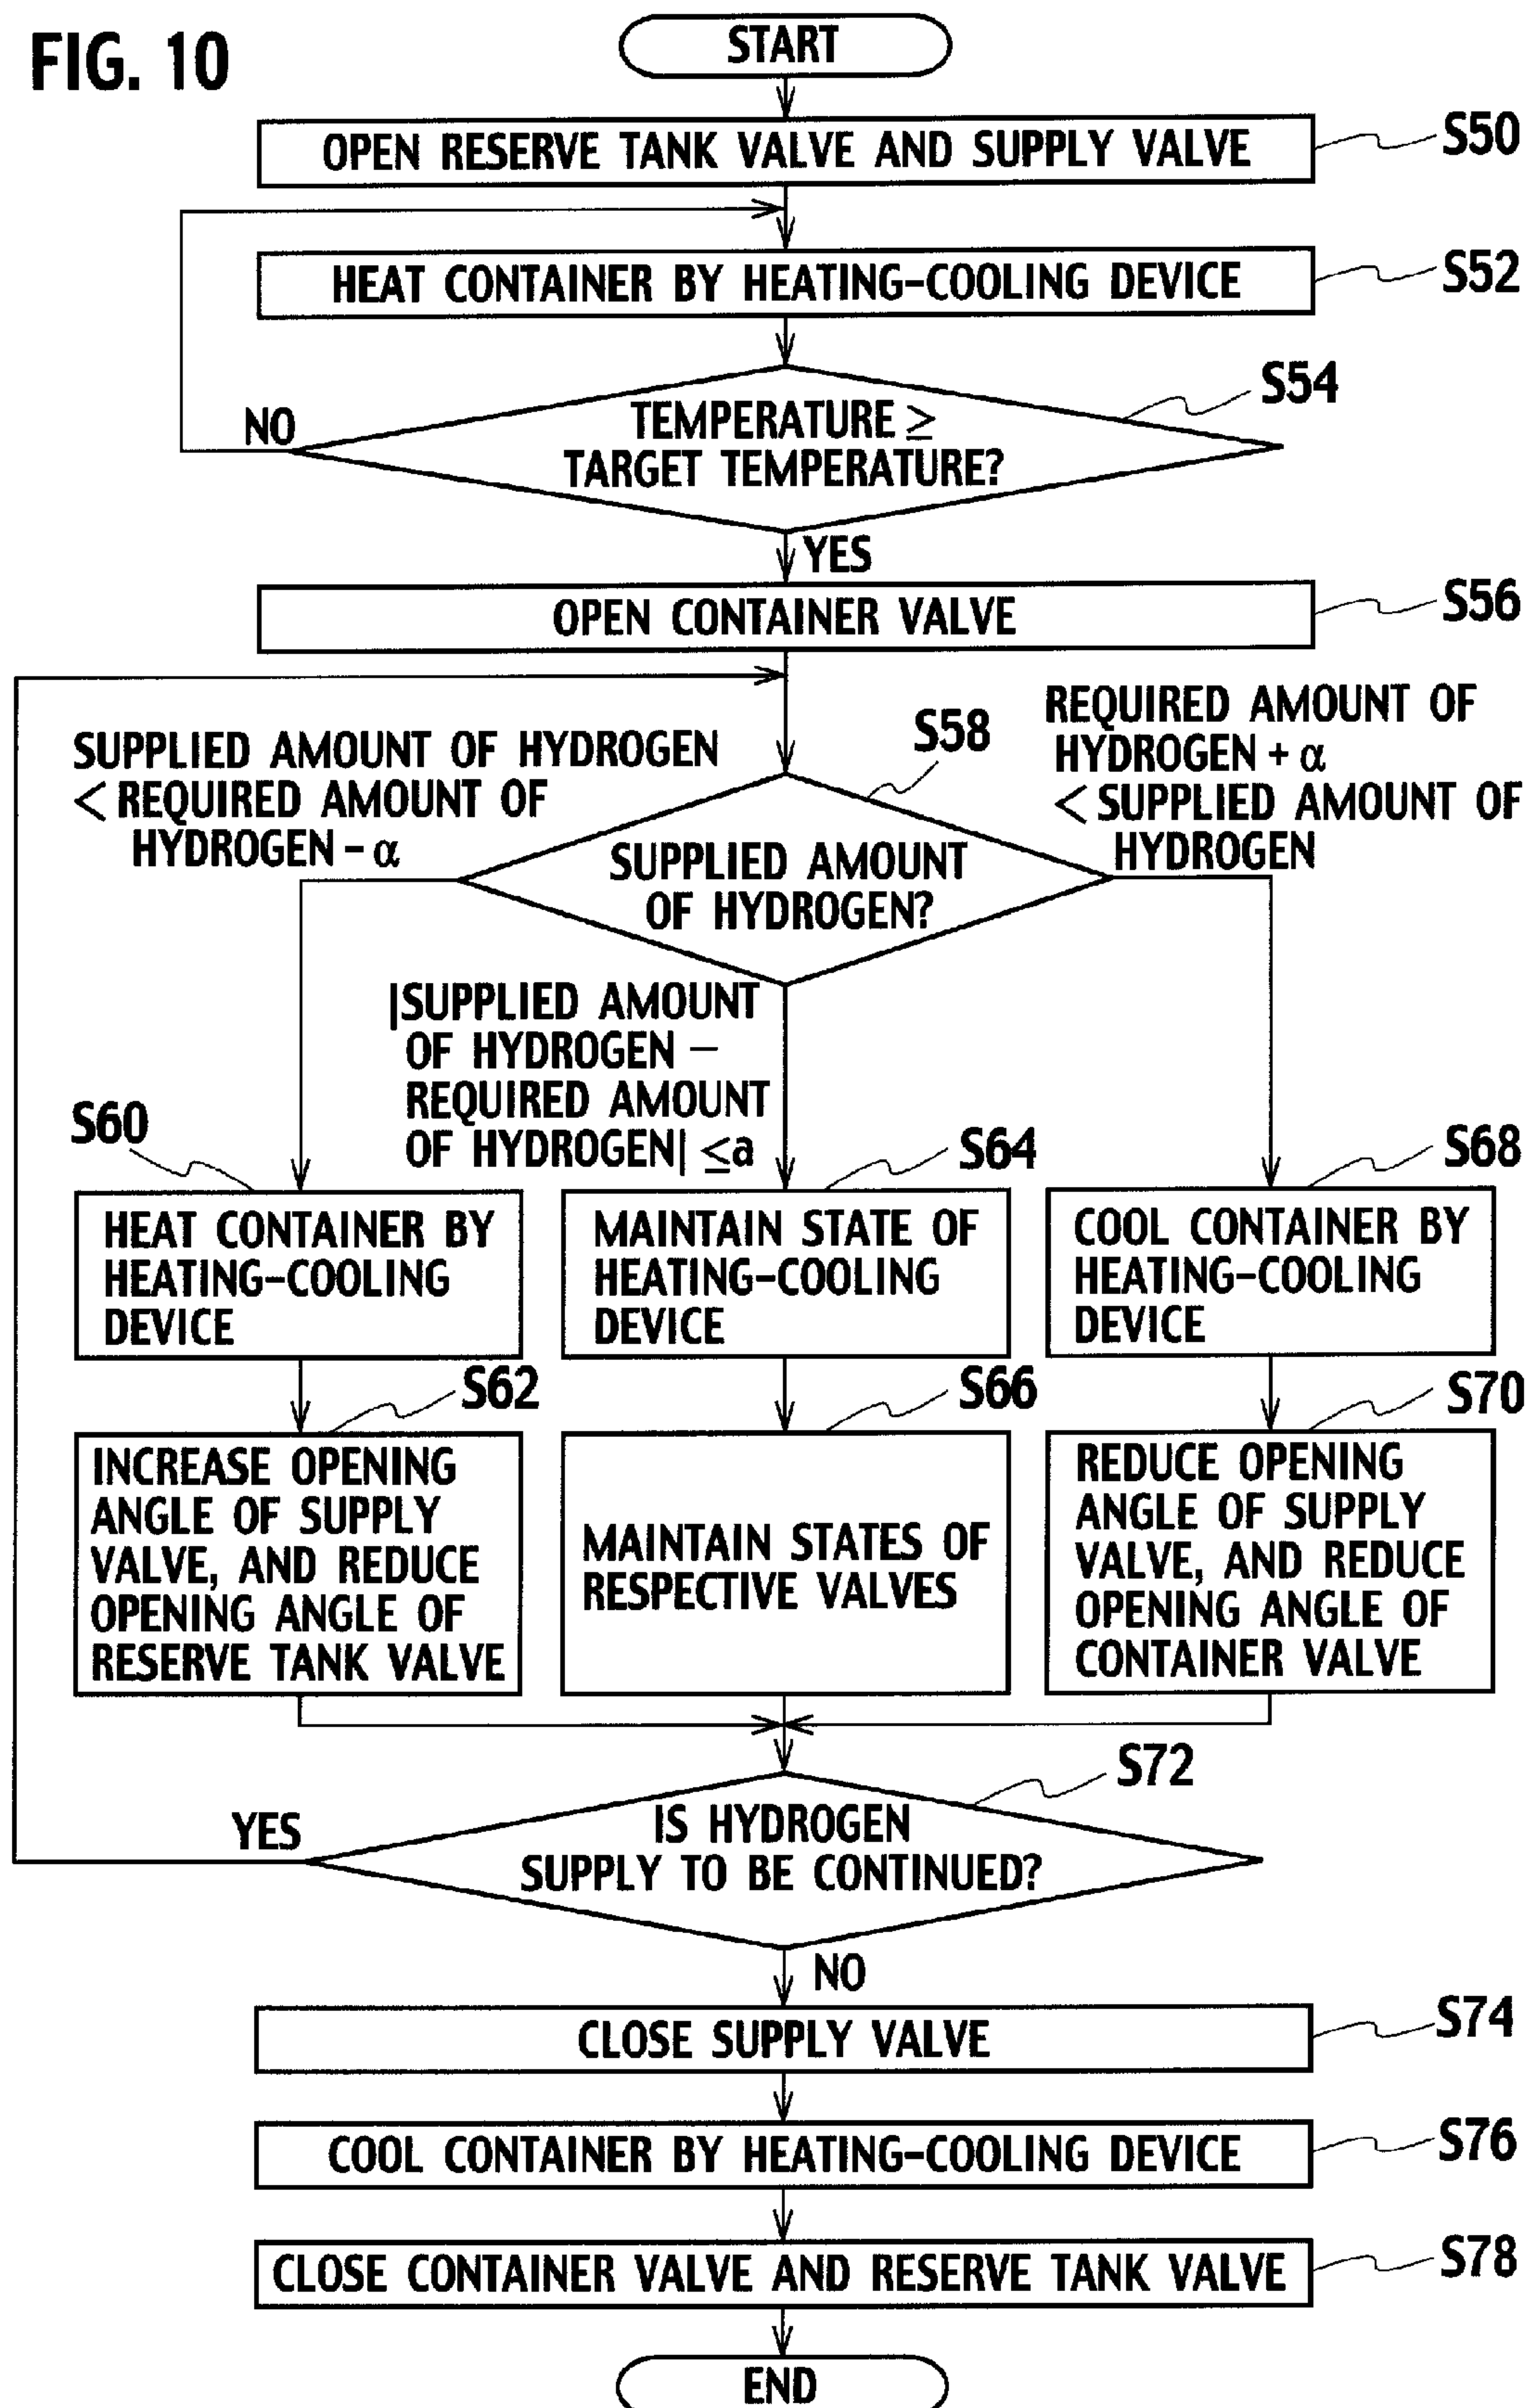 FIG. 10
START
OPEN RESERVE TANK VALVE AND SUPPLY VALVE
S50
HEAT CONTAINER BY HEATING-COOLING DEVICE
S52
S54
NO
TEMPERATURE ≥
TARGET TEMPERATURE?
YES
OPEN CONTAINER VALVE
S56
SUPPLIED AMOUNT OF HYDROGEN
< REQUIRED AMOUNT OF
HYDROGEN - α
S58
REQUIRED AMOUNT OF
HYDROGEN + α
< SUPPLIED AMOUNT OF
HYDROGEN
SUPPLIED AMOUNT
OF HYDROGEN?
|SUPPLIED AMOUNT
OF HYDROGEN –
REQUIRED AMOUNT
OF HYDROGEN| ≤a
S60
HEAT CONTAINER BY
HEATING-COOLING
DEVICE
S64
MAINTAIN STATE OF
HEATING-COOLING
DEVICE
S68
COOL CONTAINER BY
HEATING-COOLING
DEVICE
S62
INCREASE OPENING
ANGLE OF SUPPLY
VALVE, AND REDUCE
OPENING ANGLE OF
RESERVE TANK VALVE
S66
MAINTAIN STATES OF
RESPECTIVE VALVES
S70
REDUCE OPENING
ANGLE OF SUPPLY
VALVE, AND REDUCE
OPENING ANGLE OF
CONTAINER VALVE
S72
YES
IS HYDROGEN
SUPPLY TO BE CONTINUED?
NO
CLOSE SUPPLY VALVE
S74
COOL CONTAINER BY HEATING-COOLING DEVICE
S76
CLOSE CONTAINER VALVE AND RESERVE TANK VALVE
S78
END